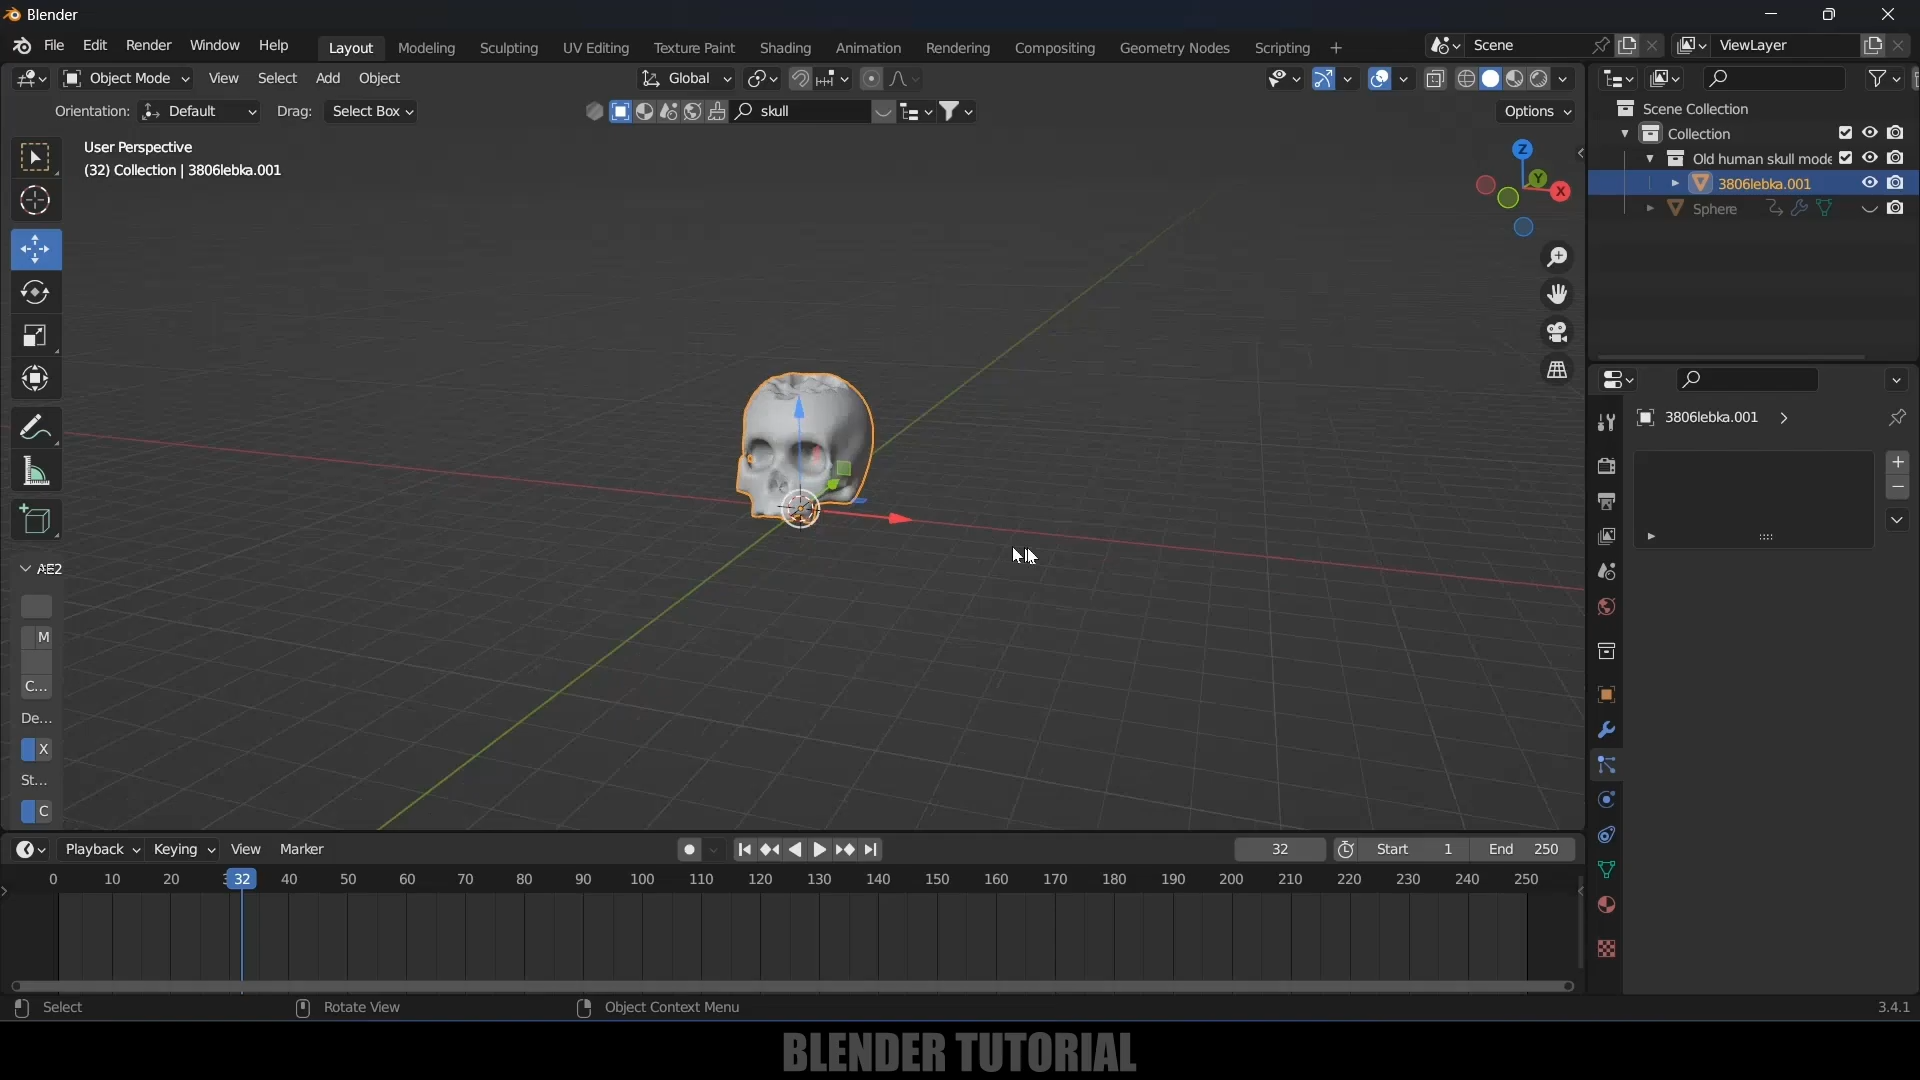 Blender
File Edit Render Window Help Layout Modeling Sculpting UV Editing Texture Paint Shading Animation Rendering Compositing Geometry Nodes Scripting + Scene ViewLayer
Object Mode View Select Add Object Global
Orientation: Default Drag: Select Box skull Options
User Perspective
(32) Collection | 3806lebka.001
Z
Y
X
Scene Collection
Collection
Old human skull mode
3806lebka.001
Sphere
3806lebka.001
M
C...
De...
X
St...
C
Playback Keying View Marker 32 Start 1 End 250
0 10 20 32 40 50 60 70 80 90 100 110 120 130 140 150 160 170 180 190 200 210 220 230 240 250
Select Rotate View Object Context Menu 3.4.1
BLENDER TUTORIAL